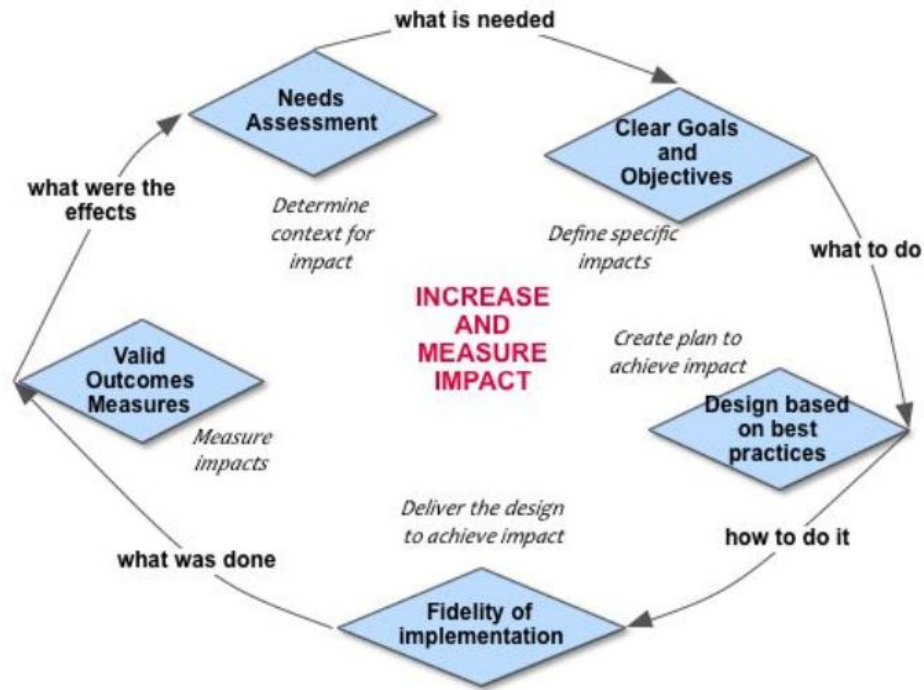 what is needed
Needs
Assessment
Clear Goals
and
Objectives
what were the
effects
Determine
context for
impact
Define specific
impacts
what to do
INCREASE
AND
MEASURE
IMPACT
Create plan to
achieve impact
Valid
Outcomes
Measures
Design based
on best
practices
Measure
impacts
Deliver the design
to achieve impact
how to do it
what was done
Fidelity of
implementation